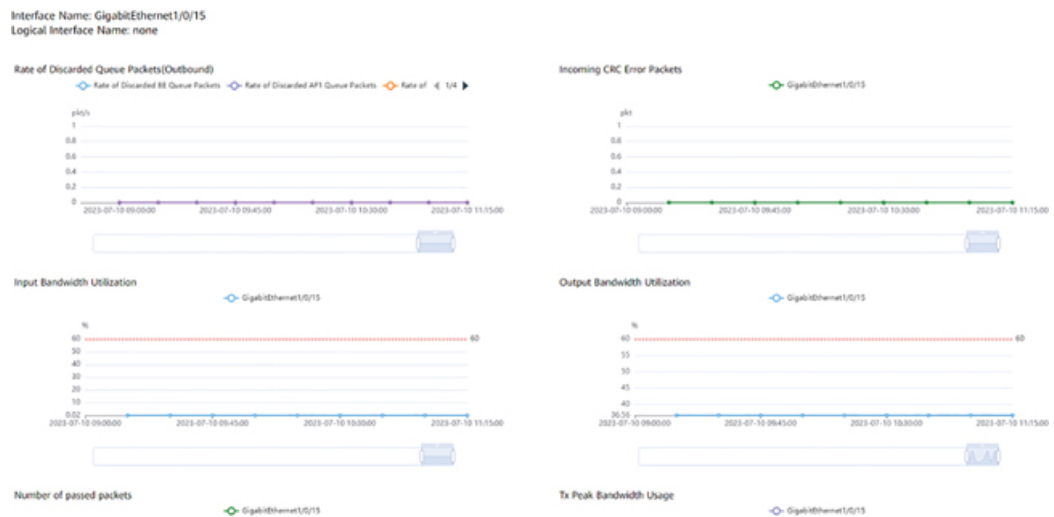 Interface Name: GigabitEthernet1/0/15
Logical Interface Name: none
Rate of Discarded Queue Packets(Outbound)
Rate of Discarded BE Queue Packets Rate of Discarded AF1 Queue Packets Rate of 1/4
pkt/s
1
0.8
0.6
0.4
0.2
0
2023-07-10 09:00:00 2023-07-10 09:45:00 2023-07-10 10:30:00 2023-07-10 11:15:00
Incoming CRC Error Packets
GigabitEthernet1/0/15
pkt
1
0.8
0.6
0.4
0.2
0
2023-07-10 09:00:00 2023-07-10 09:45:00 2023-07-10 10:30:00 2023-07-10 11:15:00
Input Bandwidth Utilization
GigabitEthernet1/0/15
%
60 60
50
40
30
20
10
0.02
2023-07-10 09:00:00 2023-07-10 09:45:00 2023-07-10 10:30:00 2023-07-10 11:15:00
Output Bandwidth Utilization
GigabitEthernet1/0/15
%
60 60
55
50
45
40
36.56
2023-07-10 09:00:00 2023-07-10 09:45:00 2023-07-10 10:30:00 2023-07-10 11:15:00
Number of passed packets
GigabitEthernet1/0/15
Tx Peak Bandwidth Usage
GigabitEthernet1/0/15